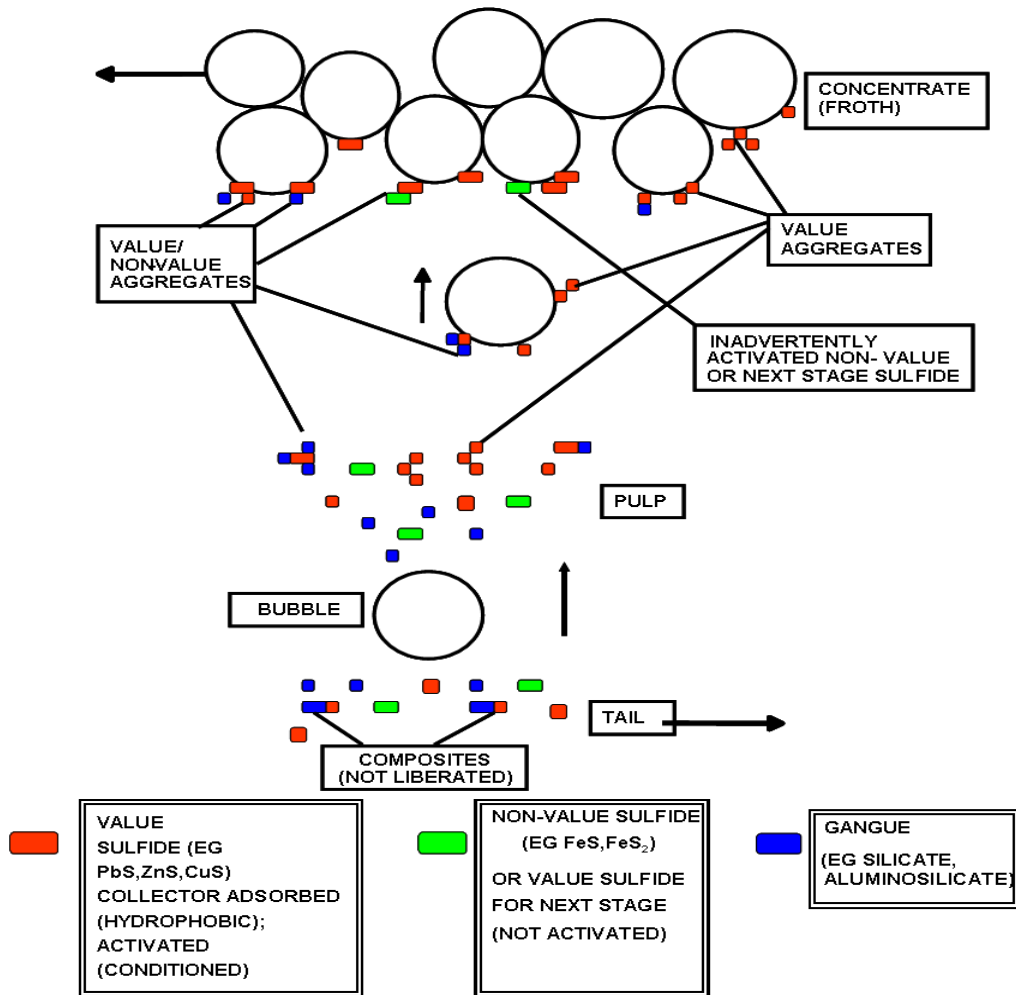 CONCENTRATE
(FROTH)
VALUE/
NON-VALUE
AGGREGATES
VALUE
AGGREGATES
INADVERTENTLY
ACTIVATED NON- VALUE
OR NEXT STAGE SULFIDE
PULP
BUBBLE
TAIL
COMPOSITES
(NOT LIBERATED)
VALUE
SULFIDE (EG
PbS,ZnS,CuS)
COLLECTOR ADSORBED
(HYDROPHOBIC);
ACTIVATED
(CONDITIONED)
NON-VALUE SULFIDE
(EG FeS,FeS₂)
OR VALUE SULFIDE
FOR NEXT STAGE
(NOT ACTIVATED)
GANGUE
(EG SILICATE,
ALUMINOSILICATE)